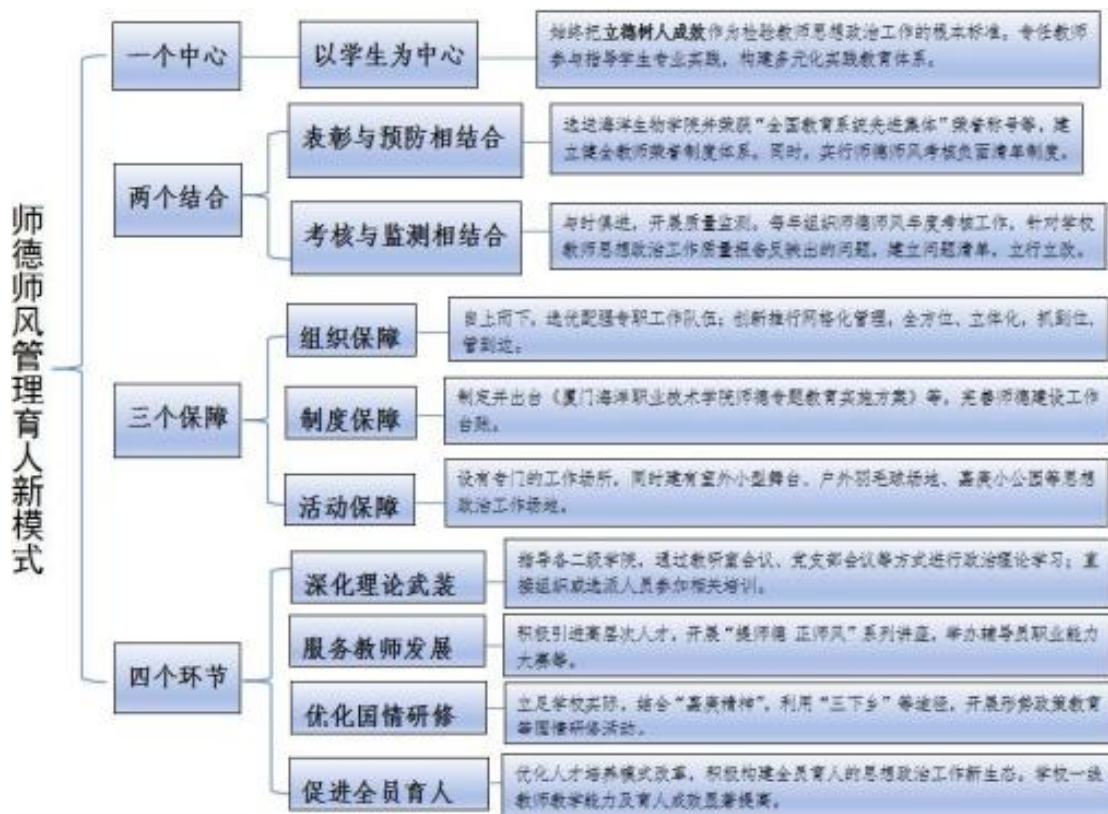 师德师风管理育人新模式
一个中心
以学生为中心
始终把立德树人成效作为检验教师思想政治工作的根本标准。专任教师
参与指导学生专业实践，构建多元化实践教育体系。
两个结合
表彰与预防相结合
选送海洋生物学院并荣获“全国教育系统先进集体”荣誉称号等，建
立健全教师荣誉制度体系。同时，实行师德师风考核负面清单制度。
考核与监测相结合
与时俱进，开展质量监测。每年组织师德师风年度考核工作，针对学校
教师思想政治工作质量报告反映出的问题，建立问题清单，立行立改。
三个保障
组织保障
自上而下，选优配强专职工作队伍；创新推行网格化管理，全方位、立体化，抓到位，
管到边。
制度保障
制定并出台《厦门海洋职业技术学院师德专题教育实施方案》等，完善师德建设工作
台账。
活动保障
设有专门的工作场所，同时建有室外小型舞台、户外羽毛球场地、嘉庚小公园等思想
政治工作场地。
四个环节
深化理论武装
指导各二级学院，通过教研室会议、党支部会议等方式进行政治理论学习；直
接组织或选派人员参加相关培训。
服务教师发展
积极引进高层次人才，开展“提师德 正师风”系列讲座，举办辅导员职业能力
大赛等。
优化国情研修
立足学校实际，结合“嘉庚精神”，利用“三下乡”等途径，开展形势政策教育
等国情研修活动。
促进全员育人
优化人才培养模式改革，积极构建全员育人的思想政治工作新生态。学校一线
教师教学能力及育人成效显著提高。